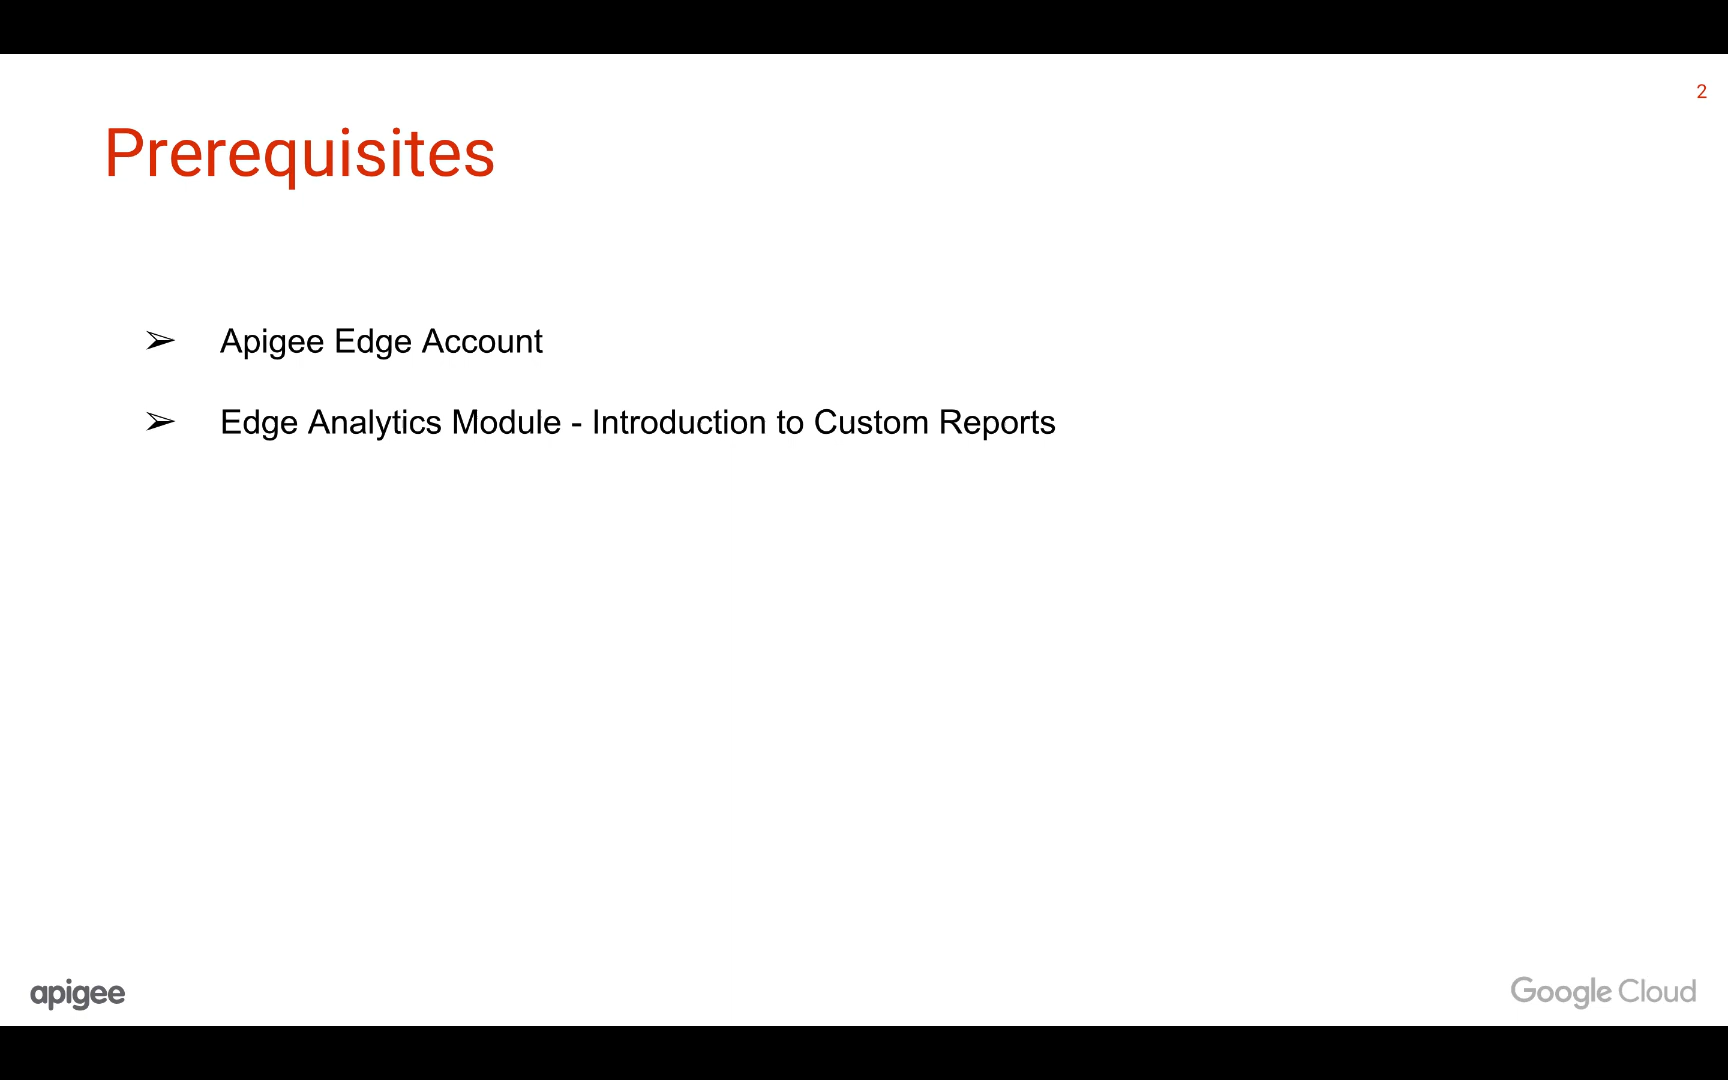 2
Prerequisites
➢ Apigee Edge Account
➢ Edge Analytics Module - Introduction to Custom Reports
apigee
Google Cloud